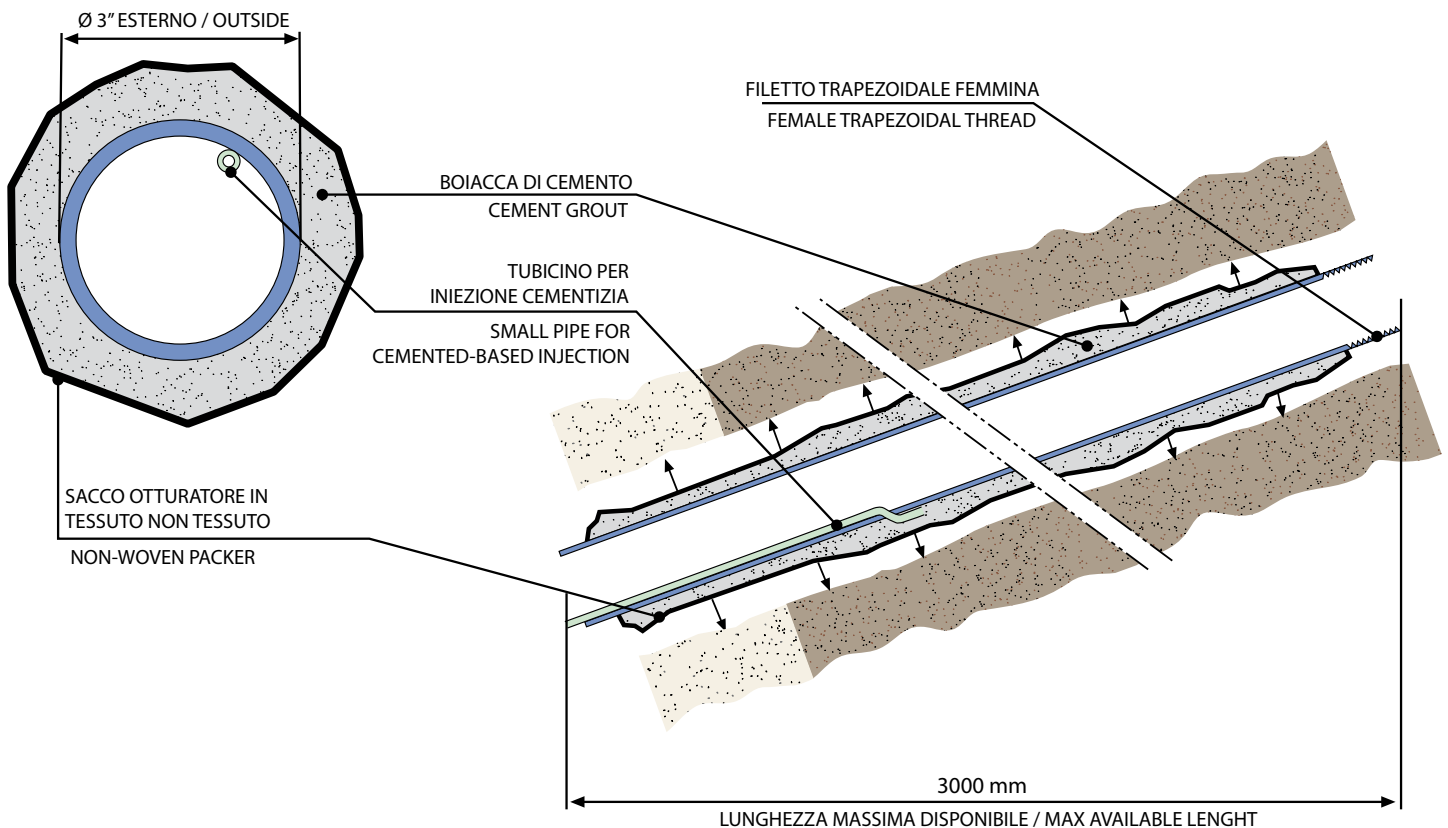 Ø 3” ESTERNO / OUTSIDE
FILETTO TRAPEZOIDALE FEMMINA
FEMALE TRAPEZOIDAL THREAD
BOIACCA DI CEMENTO
CEMENT GROUT
TUBICINO PER
INIEZIONE CEMENTIZIA
SMALL PIPE FOR
CEMENTED-BASED INJECTION
SACCO OTTURATORE IN
TESSUTO NON TESSUTO
NON-WOVEN PACKER
3000 mm
LUNGHEZZA MASSIMA DISPONIBILE / MAX AVAILABLE LENGHT